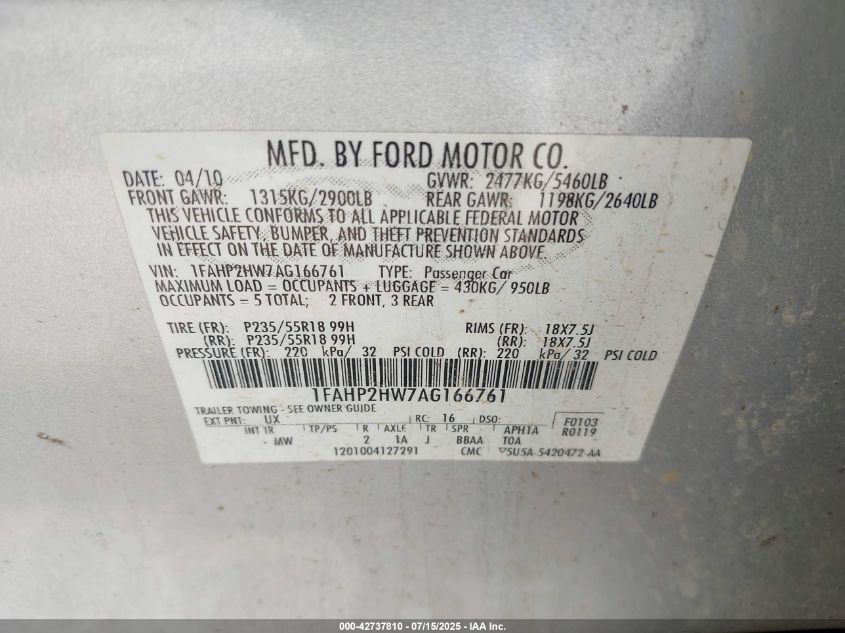 MFD. BY FORD MOTOR CO.
DATE: 04/10 GVWR: 2477KG/5460LB
FRONT GAWR: 1315KG/2900LB REAR GAWR: 1198KG/2640LB
THIS VEHICLE CONFORMS TO ALL APPLICABLE FEDERAL MOTOR
VEHICLE SAFETY, BUMPER, AND THEFT PREVENTION STANDARDS
IN EFFECT ON THE DATE OF MANUFACTURE SHOWN ABOVE.
VIN: 1FAHP2HW7AG166761 TYPE: Passenger Car
MAXIMUM LOAD = OCCUPANTS + LUGGAGE = 430KG/ 950LB
OCCUPANTS = 5 TOTAL; 2 FRONT, 3 REAR
TIRE (FR): P235/55R18 99H RIMS (FR): 18X7.5J
(RR): P235/55R18 99H (RR): 18X7.5J
PRESSURE (FR): 220 kPa/ 32 PSI COLD (RR): 220 kPa/ 32 PSI COLD
1FAHP2HW7AG166761
TRAILER TOWING - SEE OWNER GUIDE
EXT PNT: UX RC: 16 DSO: F0103
INT TR TP/PS R AXLE TR SPR APH1A R0119
- MW 2 1A J BBAA TOA
1201004127291 CMC ▽5U5A-5420472-AA
000-42737810 - 07/15/2025 - IAA Inc.